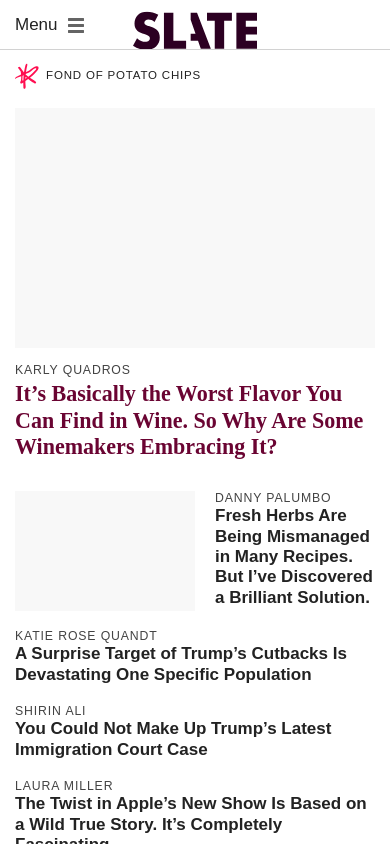 Menu
SLATE
FOND OF POTATO CHIPS
KARLY QUADROS
It’s Basically the Worst Flavor You
Can Find in Wine. So Why Are Some
Winemakers Embracing It?
DANNY PALUMBO
Fresh Herbs Are
Being Mismanaged
in Many Recipes.
But I’ve Discovered
a Brilliant Solution.
KATIE ROSE QUANDT
A Surprise Target of Trump’s Cutbacks Is
Devastating One Specific Population
SHIRIN ALI
You Could Not Make Up Trump’s Latest
Immigration Court Case
LAURA MILLER
The Twist in Apple’s New Show Is Based on
a Wild True Story. It’s Completely
Fascinating.